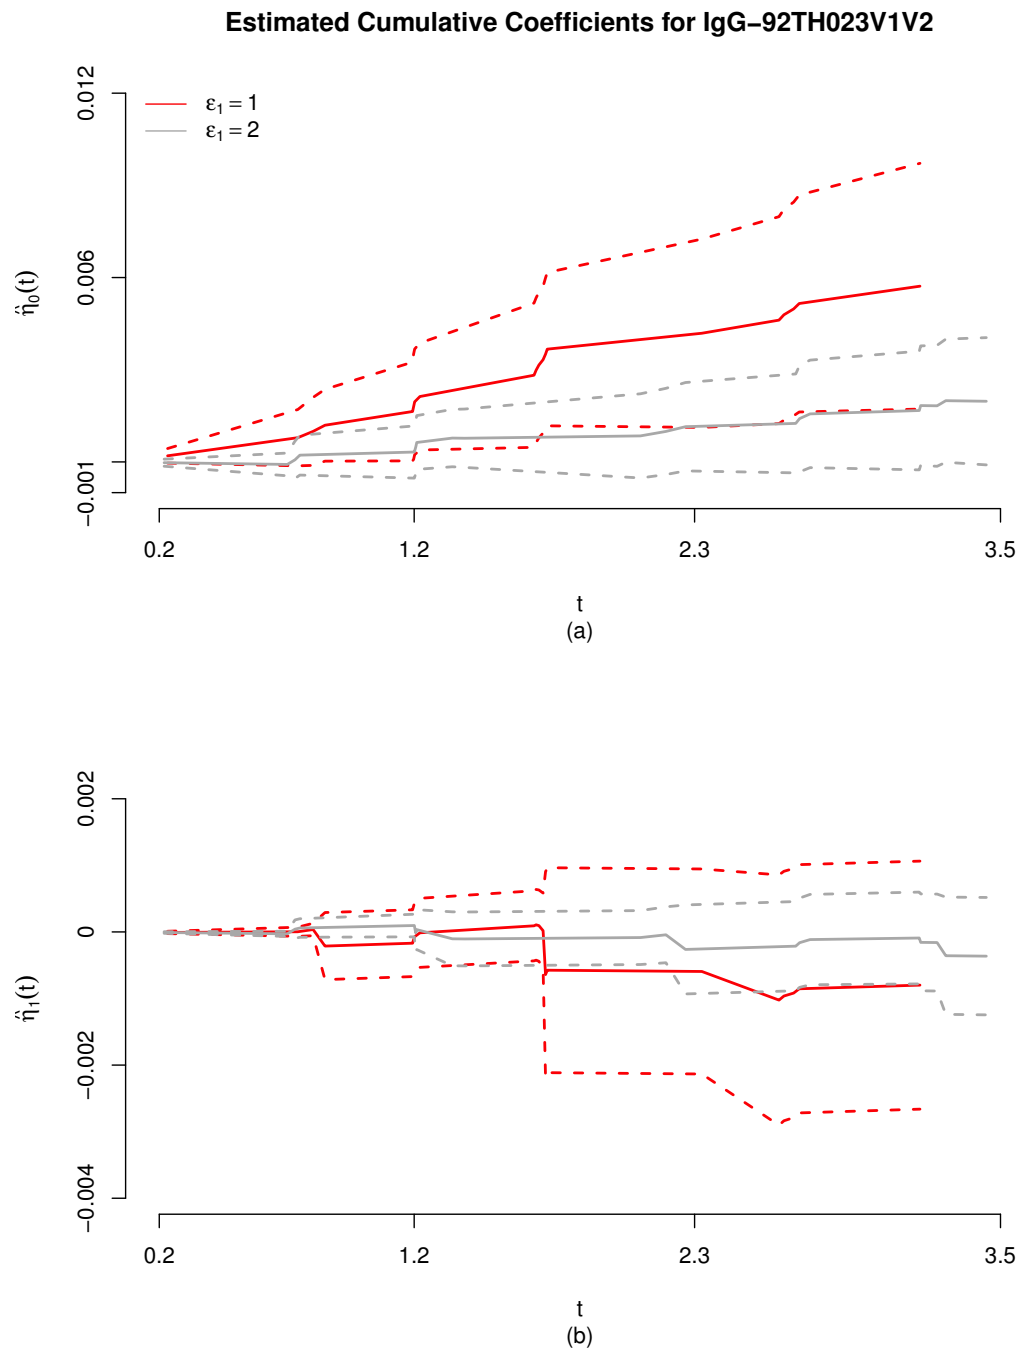 Estimated Cumulative Coefficients for IgG−92TH023V1V2
0.012
ε₁ = 1
ε₁ = 2
0.006
η̂₀(t)
−0.001
0.2 1.2 2.3 3.5
t
(a)
0.002
0
η̂₁(t)
−0.002
−0.004
0.2 1.2 2.3 3.5
t
(b)